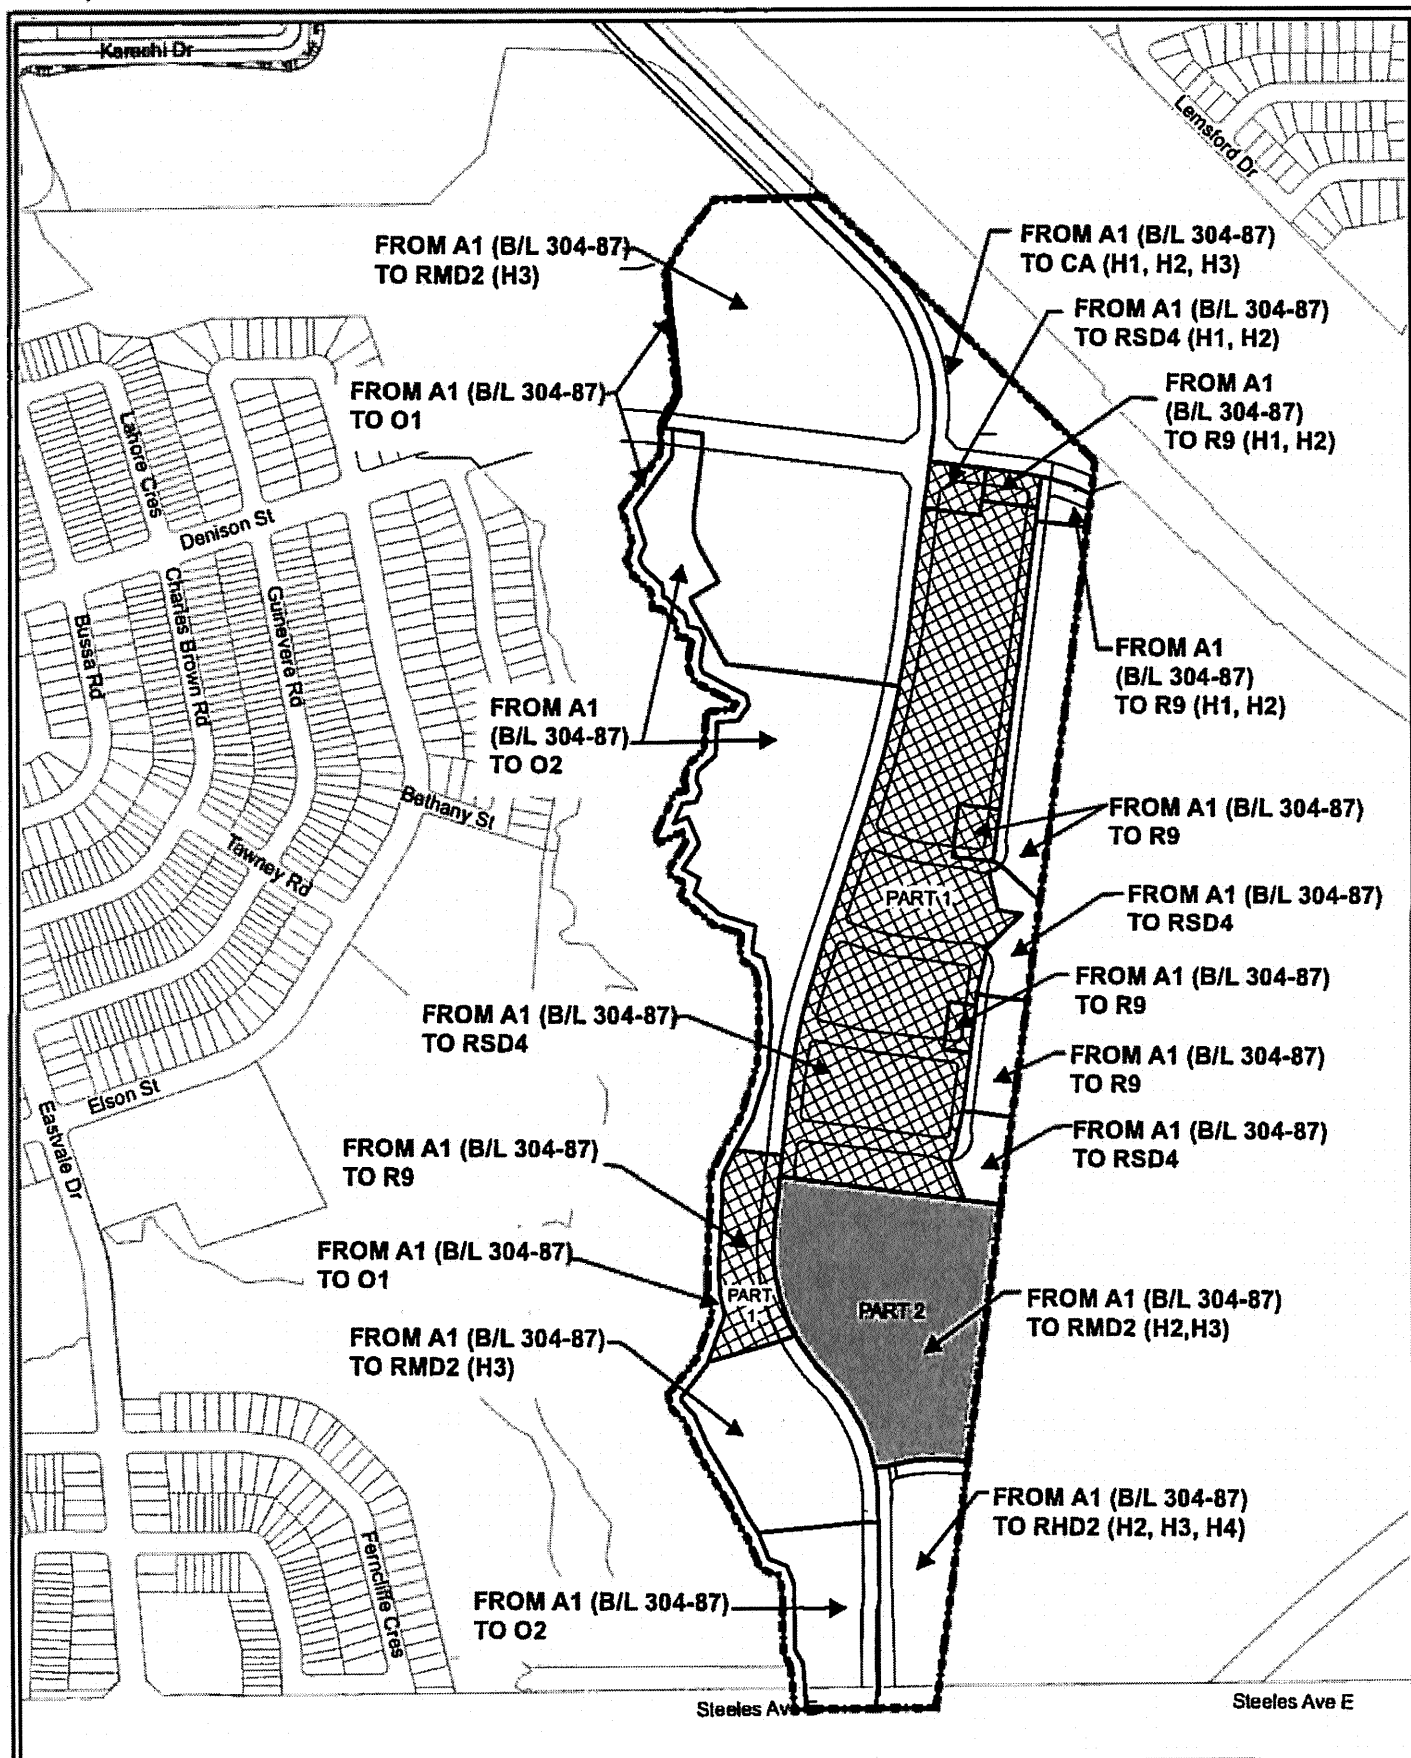 Karachi Dr
Lemsford Dr
FROM A1 (B/L 304-87)
TO RMD2 (H3)
FROM A1 (B/L 304-87)
TO CA (H1, H2, H3)
FROM A1 (B/L 304-87)
TO RSD4 (H1, H2)
FROM A1
(B/L 304-87)
TO R9 (H1, H2)
FROM A1 (B/L 304-87)
TO O1
Lahore Cres
Denison St
Charles Brown Rd
Guinevere Rd
Bussa Rd
FROM A1
(B/L 304-87)
TO R9 (H1, H2)
FROM A1
(B/L 304-87)
TO O2
Bethany St
Tawney Rd
FROM A1 (B/L 304-87)
TO R9
PART 1
FROM A1 (B/L 304-87)
TO RSD4
FROM A1 (B/L 304-87)
TO R9
FROM A1 (B/L 304-87)
TO RSD4
FROM A1 (B/L 304-87)
TO R9
Elson St
Eastvale Dr
FROM A1 (B/L 304-87)
TO RSD4
FROM A1 (B/L 304-87)
TO R9
FROM A1 (B/L 304-87)
TO O1
PART
1
PART 2
FROM A1 (B/L 304-87)
TO RMD2 (H2,H3)
FROM A1 (B/L 304-87)
TO RMD2 (H3)
FROM A1 (B/L 304-87)
TO RHD2 (H2, H3, H4)
Ferncliffe Cres
FROM A1 (B/L 304-87)
TO O2
Steeles Ave E
Steeles Ave E